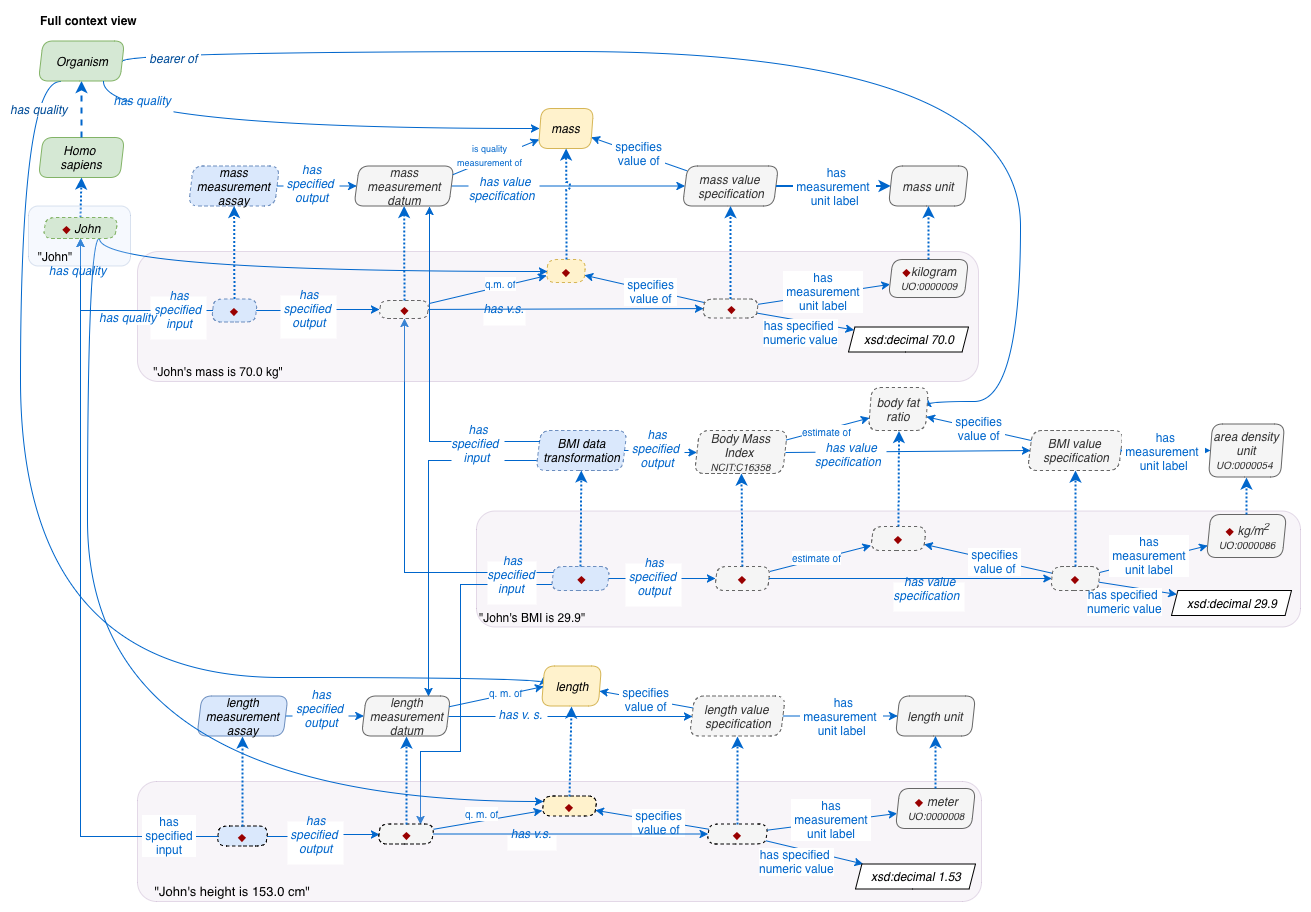 Full context view
Organism
bearer of
has quality
has quality
mass
Homo
sapiens
is quality
measurement of
specifies
value of
mass
measurement
assay
has
specified
output
mass
measurement
datum
has value
specification
mass value
specification
has
measurement
unit label
mass unit
John
"John"
has quality
has
specified
input
has quality
has
specified
output
q.m. of
has v.s.
specifies
value of
has
measurement
unit label
kilogram
UO:0000009
has specified
numeric value
xsd:decimal 70.0
"John's mass is 70.0 kg"
body fat
ratio
has
specified
input
BMI data
transformation
has
specified
output
Body Mass
Index
NCIT:C16358
estimate of
has value
specification
specifies
value of
BMI value
specification
has
measurement
unit label
area density
unit
UO:0000054
has
specified
input
has
specified
output
estimate of
has value
specification
specifies
value of
has
measurement
unit label
kg/m2
UO:0000086
has specified
numeric value
xsd:decimal 29.9
"John's BMI is 29.9"
length
length
measurement
assay
has
specified
output
length
measurement
datum
q. m. of
has v. s.
specifies
value of
length value
specification
has
measurement
unit label
length unit
has
specified
input
has
specified
output
q. m. of
has v.s.
specifies
value of
has
measurement
unit label
meter
UO:0000008
has specified
numeric value
xsd:decimal 1.53
"John's height is 153.0 cm"